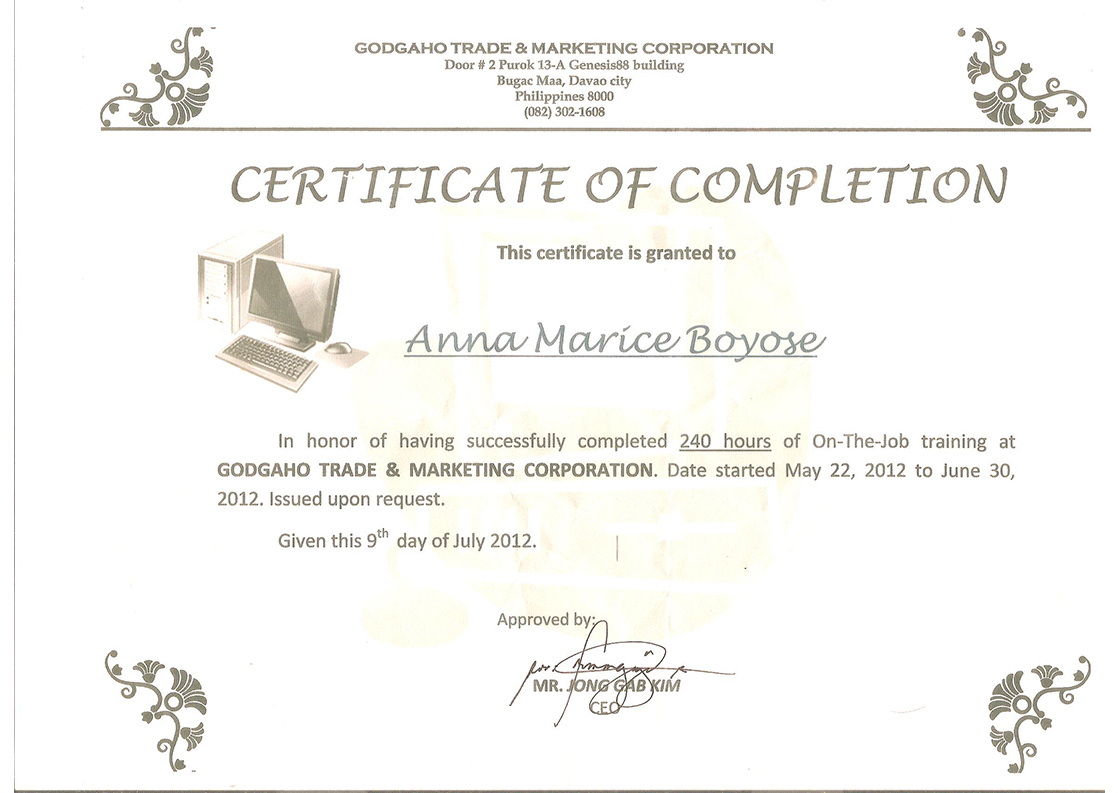 GODGAHO TRADE & MARKETING CORPORATION
Door # 2 Purok 13-A Genesis88 building
Bugac Maa, Davao city
Philippines 8000
(082) 302-1608
CERTIFICATE OF COMPLETION
This certificate is granted to
Anna Marice Boyose
In honor of having successfully completed 240 hours of On-The-Job training at
GODGAHO TRADE & MARKETING CORPORATION. Date started May 22, 2012 to June 30,
2012. Issued upon request.
Given this 9th day of July 2012.
Approved by:
MR. JONG GAB KIM
CEO